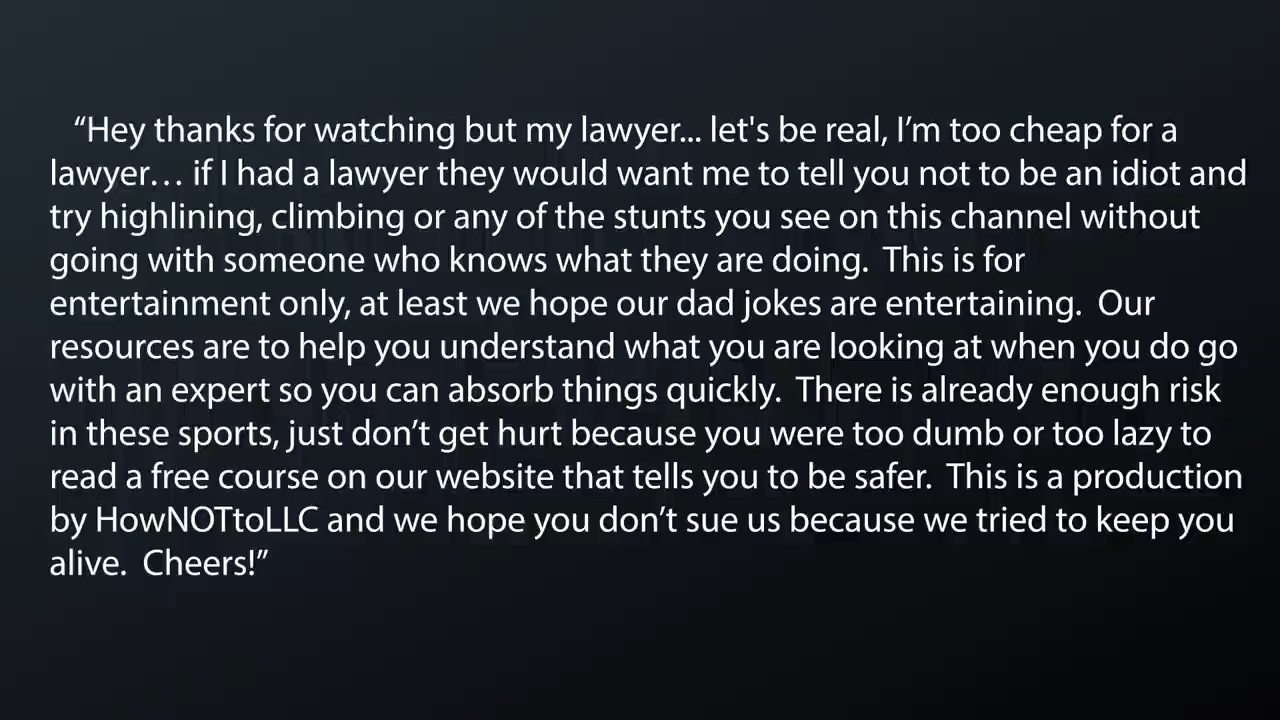 “Hey thanks for watching but my lawyer... let's be real, I’m too cheap for a
lawyer… if I had a lawyer they would want me to tell you not to be an idiot and
try highlining, climbing or any of the stunts you see on this channel without
going with someone who knows what they are doing.  This is for
entertainment only, at least we hope our dad jokes are entertaining.  Our
resources are to help you understand what you are looking at when you do go
with an expert so you can absorb things quickly.  There is already enough risk
in these sports, just don’t get hurt because you were too dumb or too lazy to
read a free course on our website that tells you to be safer.  This is a production
by HowNOTtoLLC and we hope you don’t sue us because we tried to keep you
alive.  Cheers!”